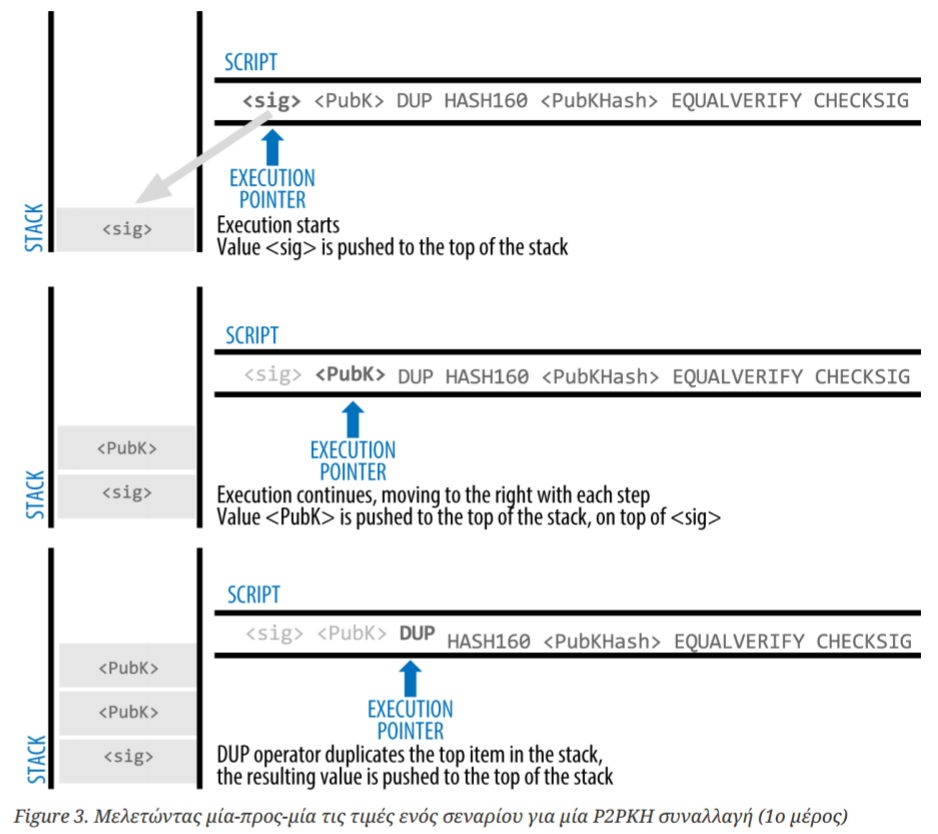 SCRIPT
<sig> <PubK> DUP HASH160 <PubKHash> EQUALVERIFY CHECKSIG
EXECUTION
POINTER
STACK
<sig>
Execution starts
Value <sig> is pushed to the top of the stack
SCRIPT
<sig> <PubK> DUP HASH160 <PubKHash> EQUALVERIFY CHECKSIG
EXECUTION
POINTER
STACK
<PubK>
<sig>
Execution continues, moving to the right with each step
Value <PubK> is pushed to the top of the stack, on top of <sig>
SCRIPT
<sig> <PubK> DUP HASH160 <PubKHash> EQUALVERIFY CHECKSIG
EXECUTION
POINTER
STACK
<PubK>
<PubK>
<sig>
DUP operator duplicates the top item in the stack,
the resulting value is pushed to the top of the stack
Figure 3. Μελετώντας μία-προς-μία τις τιμές ενός σεναρίου για μία P2PKH συναλλαγή (1ο μέρος)